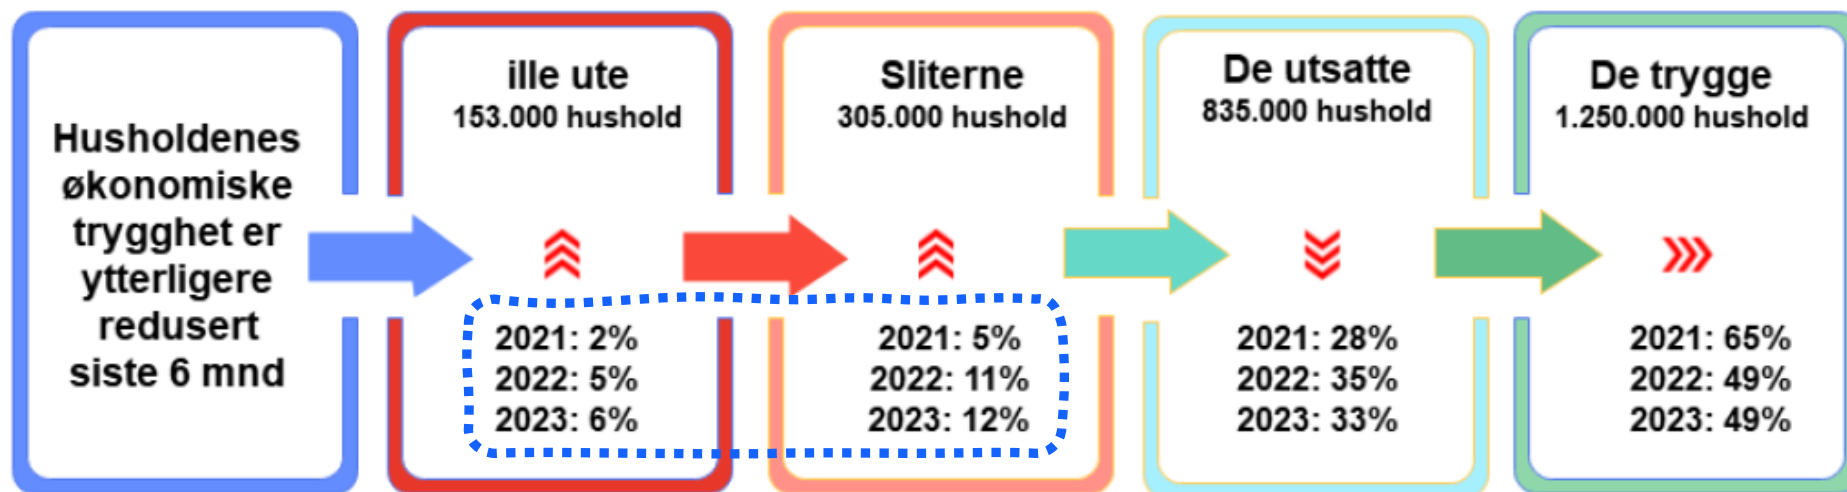 Husholdenes
økonomiske
trygghet er
ytterligere
redusert
siste 6 mnd
ille ute
153.000 hushold
2021: 2%
2022: 5%
2023: 6%
Sliterne
305.000 hushold
2021: 5%
2022: 11%
2023: 12%
De utsatte
835.000 hushold
2021: 28%
2022: 35%
2023: 33%
De trygge
1.250.000 hushold
2021: 65%
2022: 49%
2023: 49%